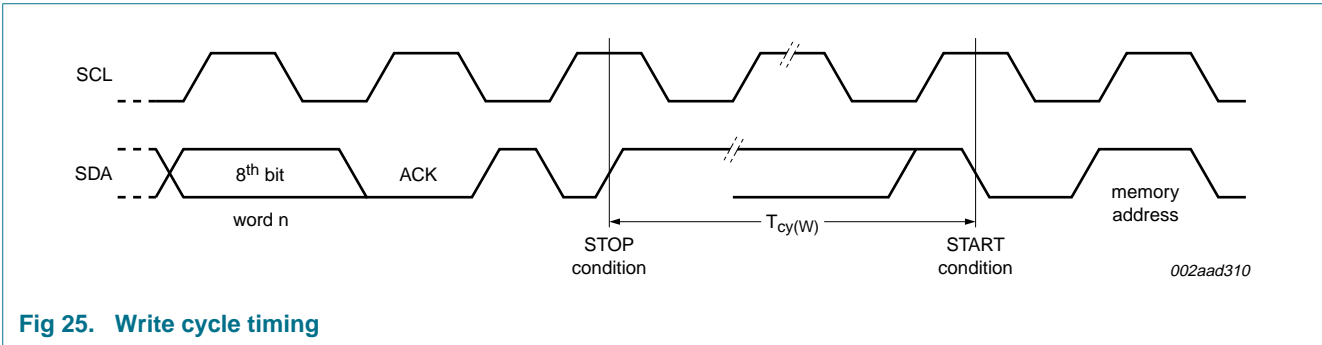 SCL
SDA
8th bit
ACK
word n
memory
address
Tcy(W)
STOP
condition
START
condition
002aad310
Fig 25. Write cycle timing